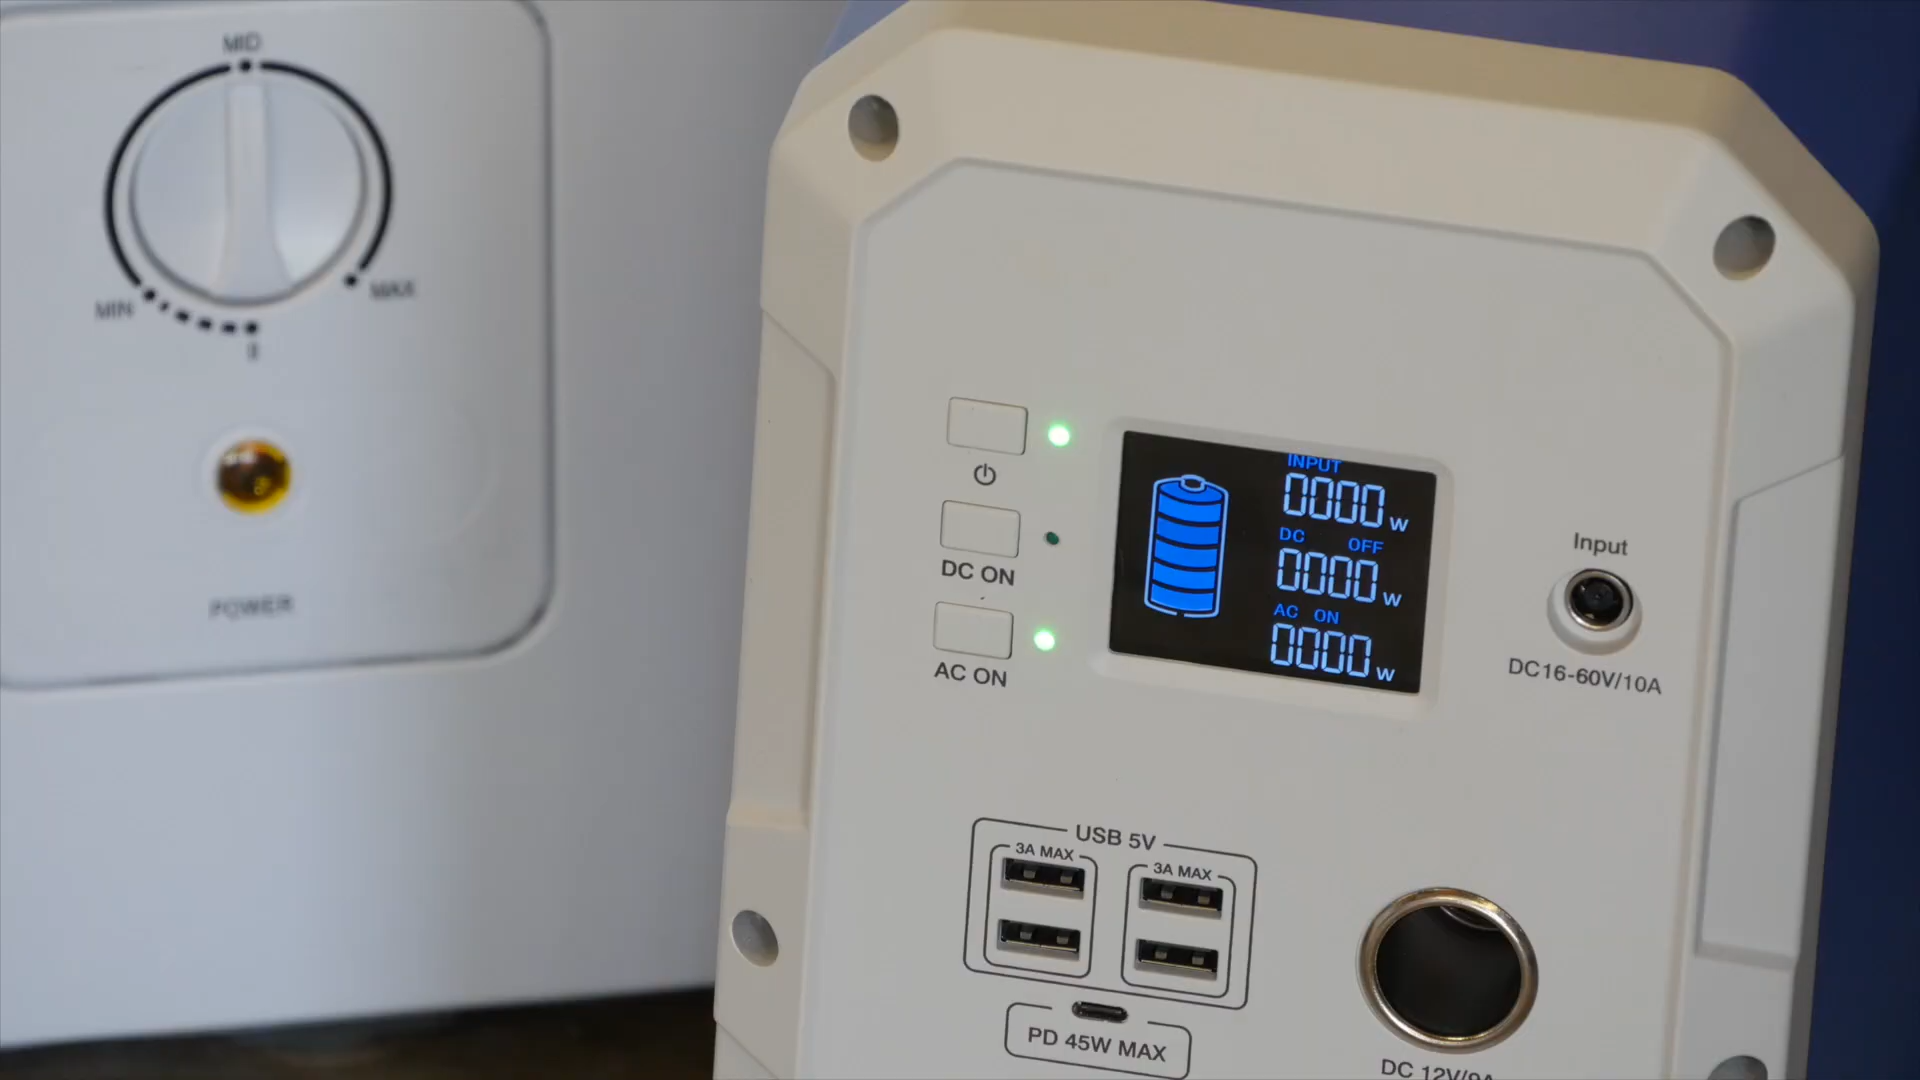 MID
MIN
MAX
POWER
DC ON
AC ON
INPUT
0000 W
DC OFF
0000 W
AC ON
0000 W
Input
DC16-60V/10A
USB 5V
3A MAX
3A MAX
PD 45W MAX